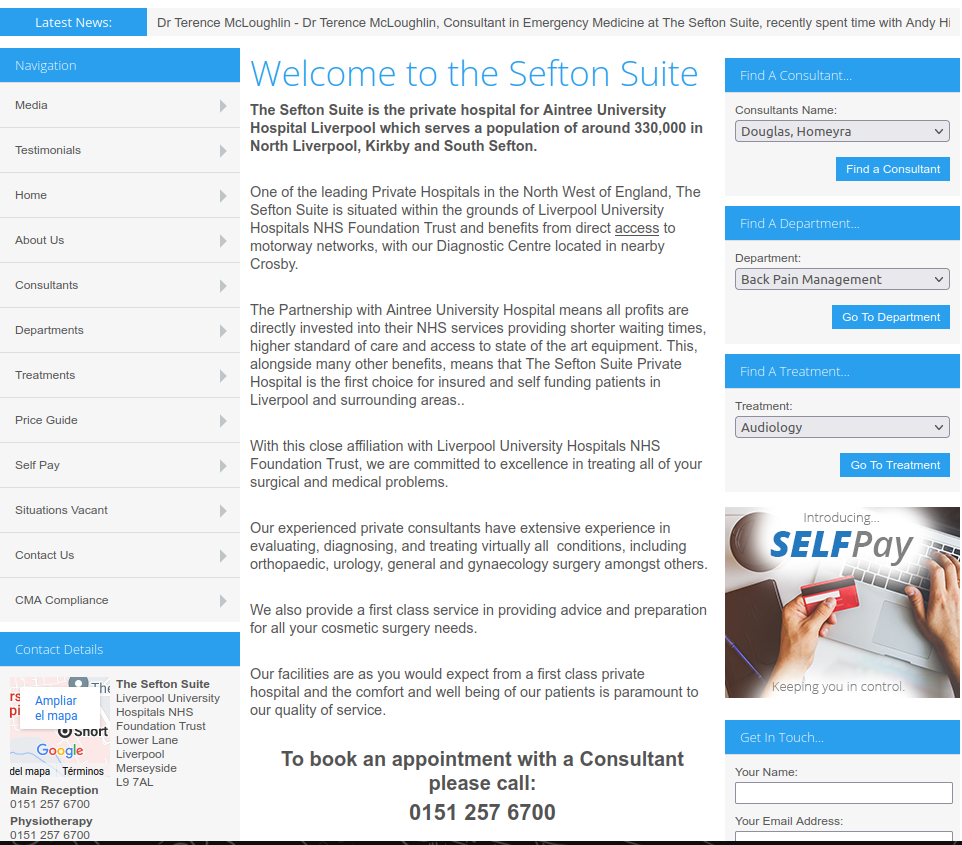 Latest News:
Dr Terence McLoughlin - Dr Terence McLoughlin, Consultant in Emergency Medicine at The Sefton Suite, recently spent time with Andy
Navigation
Media
Testimonials
Home
About Us
Consultants
Departments
Treatments
Price Guide
Self Pay
Situations Vacant
Contact Us
CMA Compliance
Contact Details
Ampliar
el mapa
Short
Google
del mapa
Términos
The Sefton Suite
Liverpool University
Hospitals NHS
Foundation Trust
Lower Lane
Liverpool
Merseyside
L9 7AL
Main Reception
0151 257 6700
Physiotherapy
0151 257 6700
Welcome to the Sefton Suite
The Sefton Suite is the private hospital for Aintree University
Hospital Liverpool which serves a population of around 330,000 in
North Liverpool, Kirkby and South Sefton.
One of the leading Private Hospitals in the North West of England, The
Sefton Suite is situated within the grounds of Liverpool University
Hospitals NHS Foundation Trust and benefits from direct access to
motorway networks, with our Diagnostic Centre located in nearby
Crosby.
The Partnership with Aintree University Hospital means all profits are
directly invested into their NHS services providing shorter waiting times,
higher standard of care and access to state of the art equipment. This,
alongside many other benefits, means that The Sefton Suite Private
Hospital is the first choice for insured and self funding patients in
Liverpool and surrounding areas..
With this close affiliation with Liverpool University Hospitals NHS
Foundation Trust, we are committed to excellence in treating all of your
surgical and medical problems.
Our experienced private consultants have extensive experience in
evaluating, diagnosing, and treating virtually all  conditions, including
orthopaedic, urology, general and gynaecology surgery amongst others.
We also provide a first class service in providing advice and preparation
for all your cosmetic surgery needs.
Our facilities are as you would expect from a first class private
hospital and the comfort and well being of our patients is paramount to
our quality of service.
To book an appointment with a Consultant
please call:
0151 257 6700
Find A Consultant...
Consultants Name:
Douglas, Homeyra
Find a Consultant
Find A Department...
Department:
Back Pain Management
Go To Department
Find A Treatment...
Treatment:
Audiology
Go To Treatment
Introducing...
SELFPay
Keeping you in control.
Get In Touch...
Your Name:
Your Email Address: